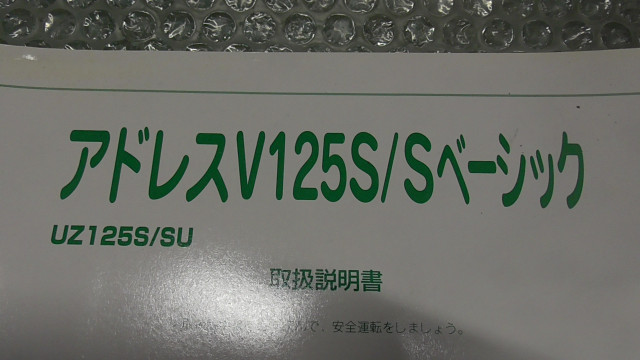 アドレスV125S/Sベーシック
UZ125S/SU
取扱説明書
で、安全運転をしましょう。